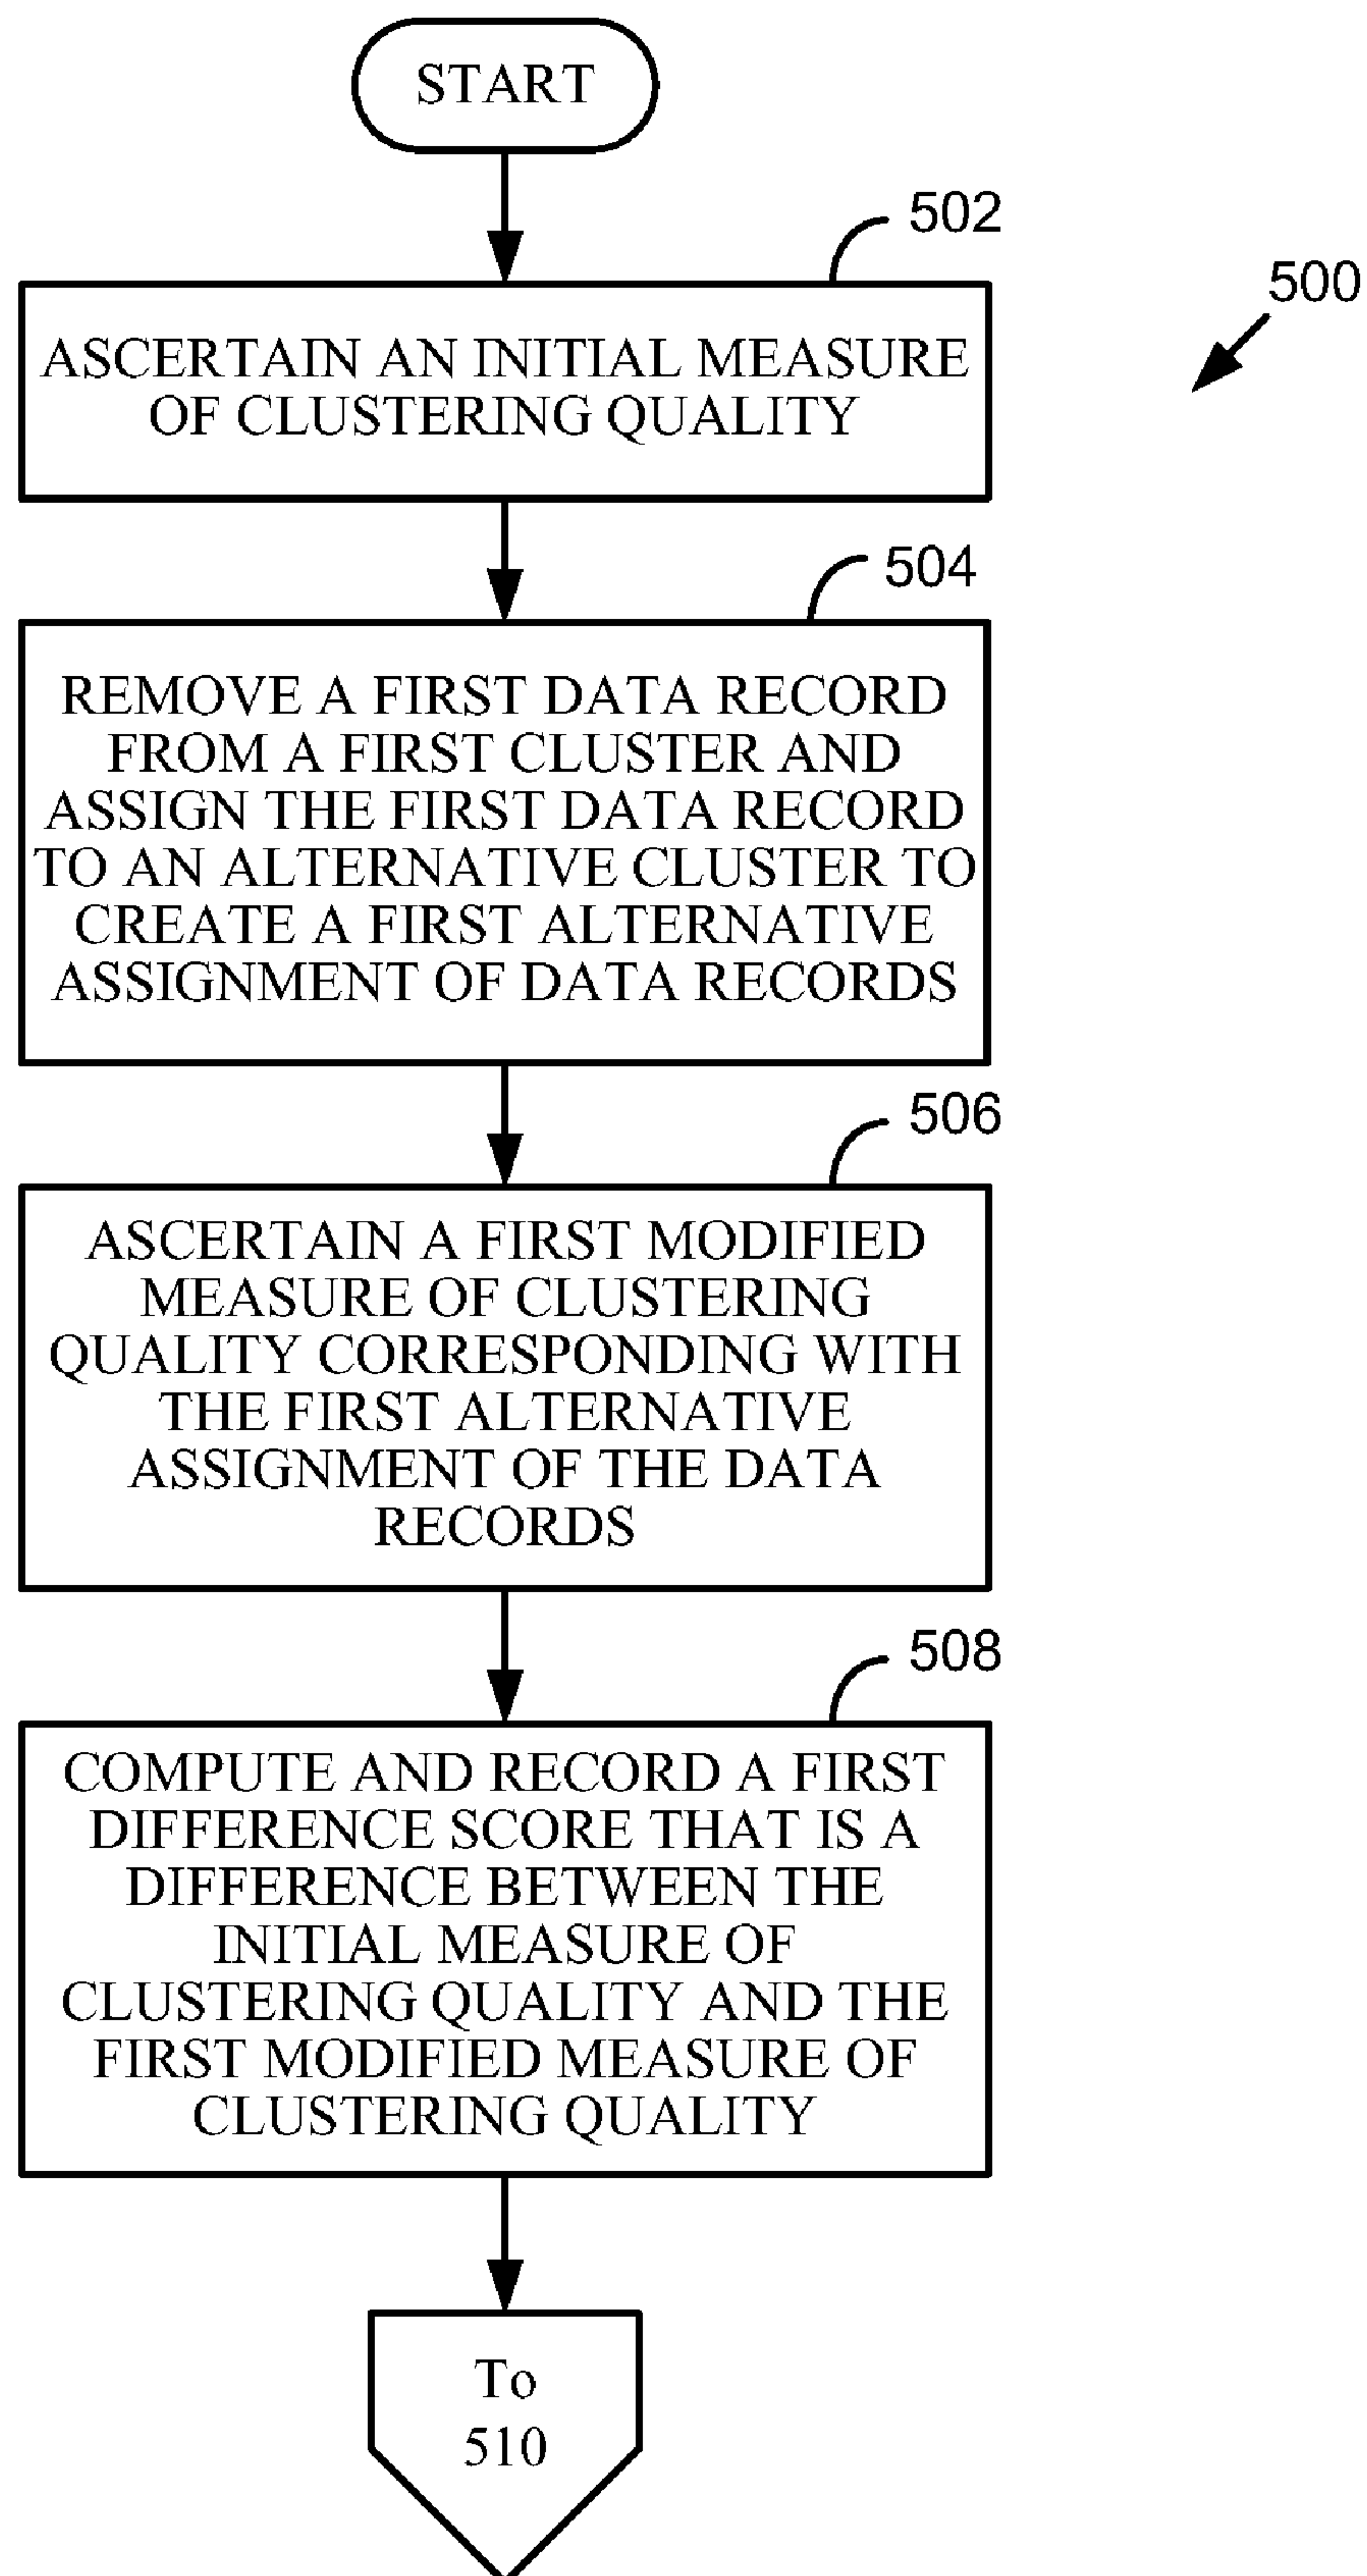 START
502
500
ASCERTAIN AN INITIAL MEASURE
OF CLUSTERING QUALITY
504
REMOVE A FIRST DATA RECORD
FROM A FIRST CLUSTER AND
ASSIGN THE FIRST DATA RECORD
TO AN ALTERNATIVE CLUSTER TO
CREATE A FIRST ALTERNATIVE
ASSIGNMENT OF DATA RECORDS
506
ASCERTAIN A FIRST MODIFIED
MEASURE OF CLUSTERING
QUALITY CORRESPONDING WITH
THE FIRST ALTERNATIVE
ASSIGNMENT OF THE DATA
RECORDS
508
COMPUTE AND RECORD A FIRST
DIFFERENCE SCORE THAT IS A
DIFFERENCE BETWEEN THE
INITIAL MEASURE OF
CLUSTERING QUALITY AND THE
FIRST MODIFIED MEASURE OF
CLUSTERING QUALITY
To
510